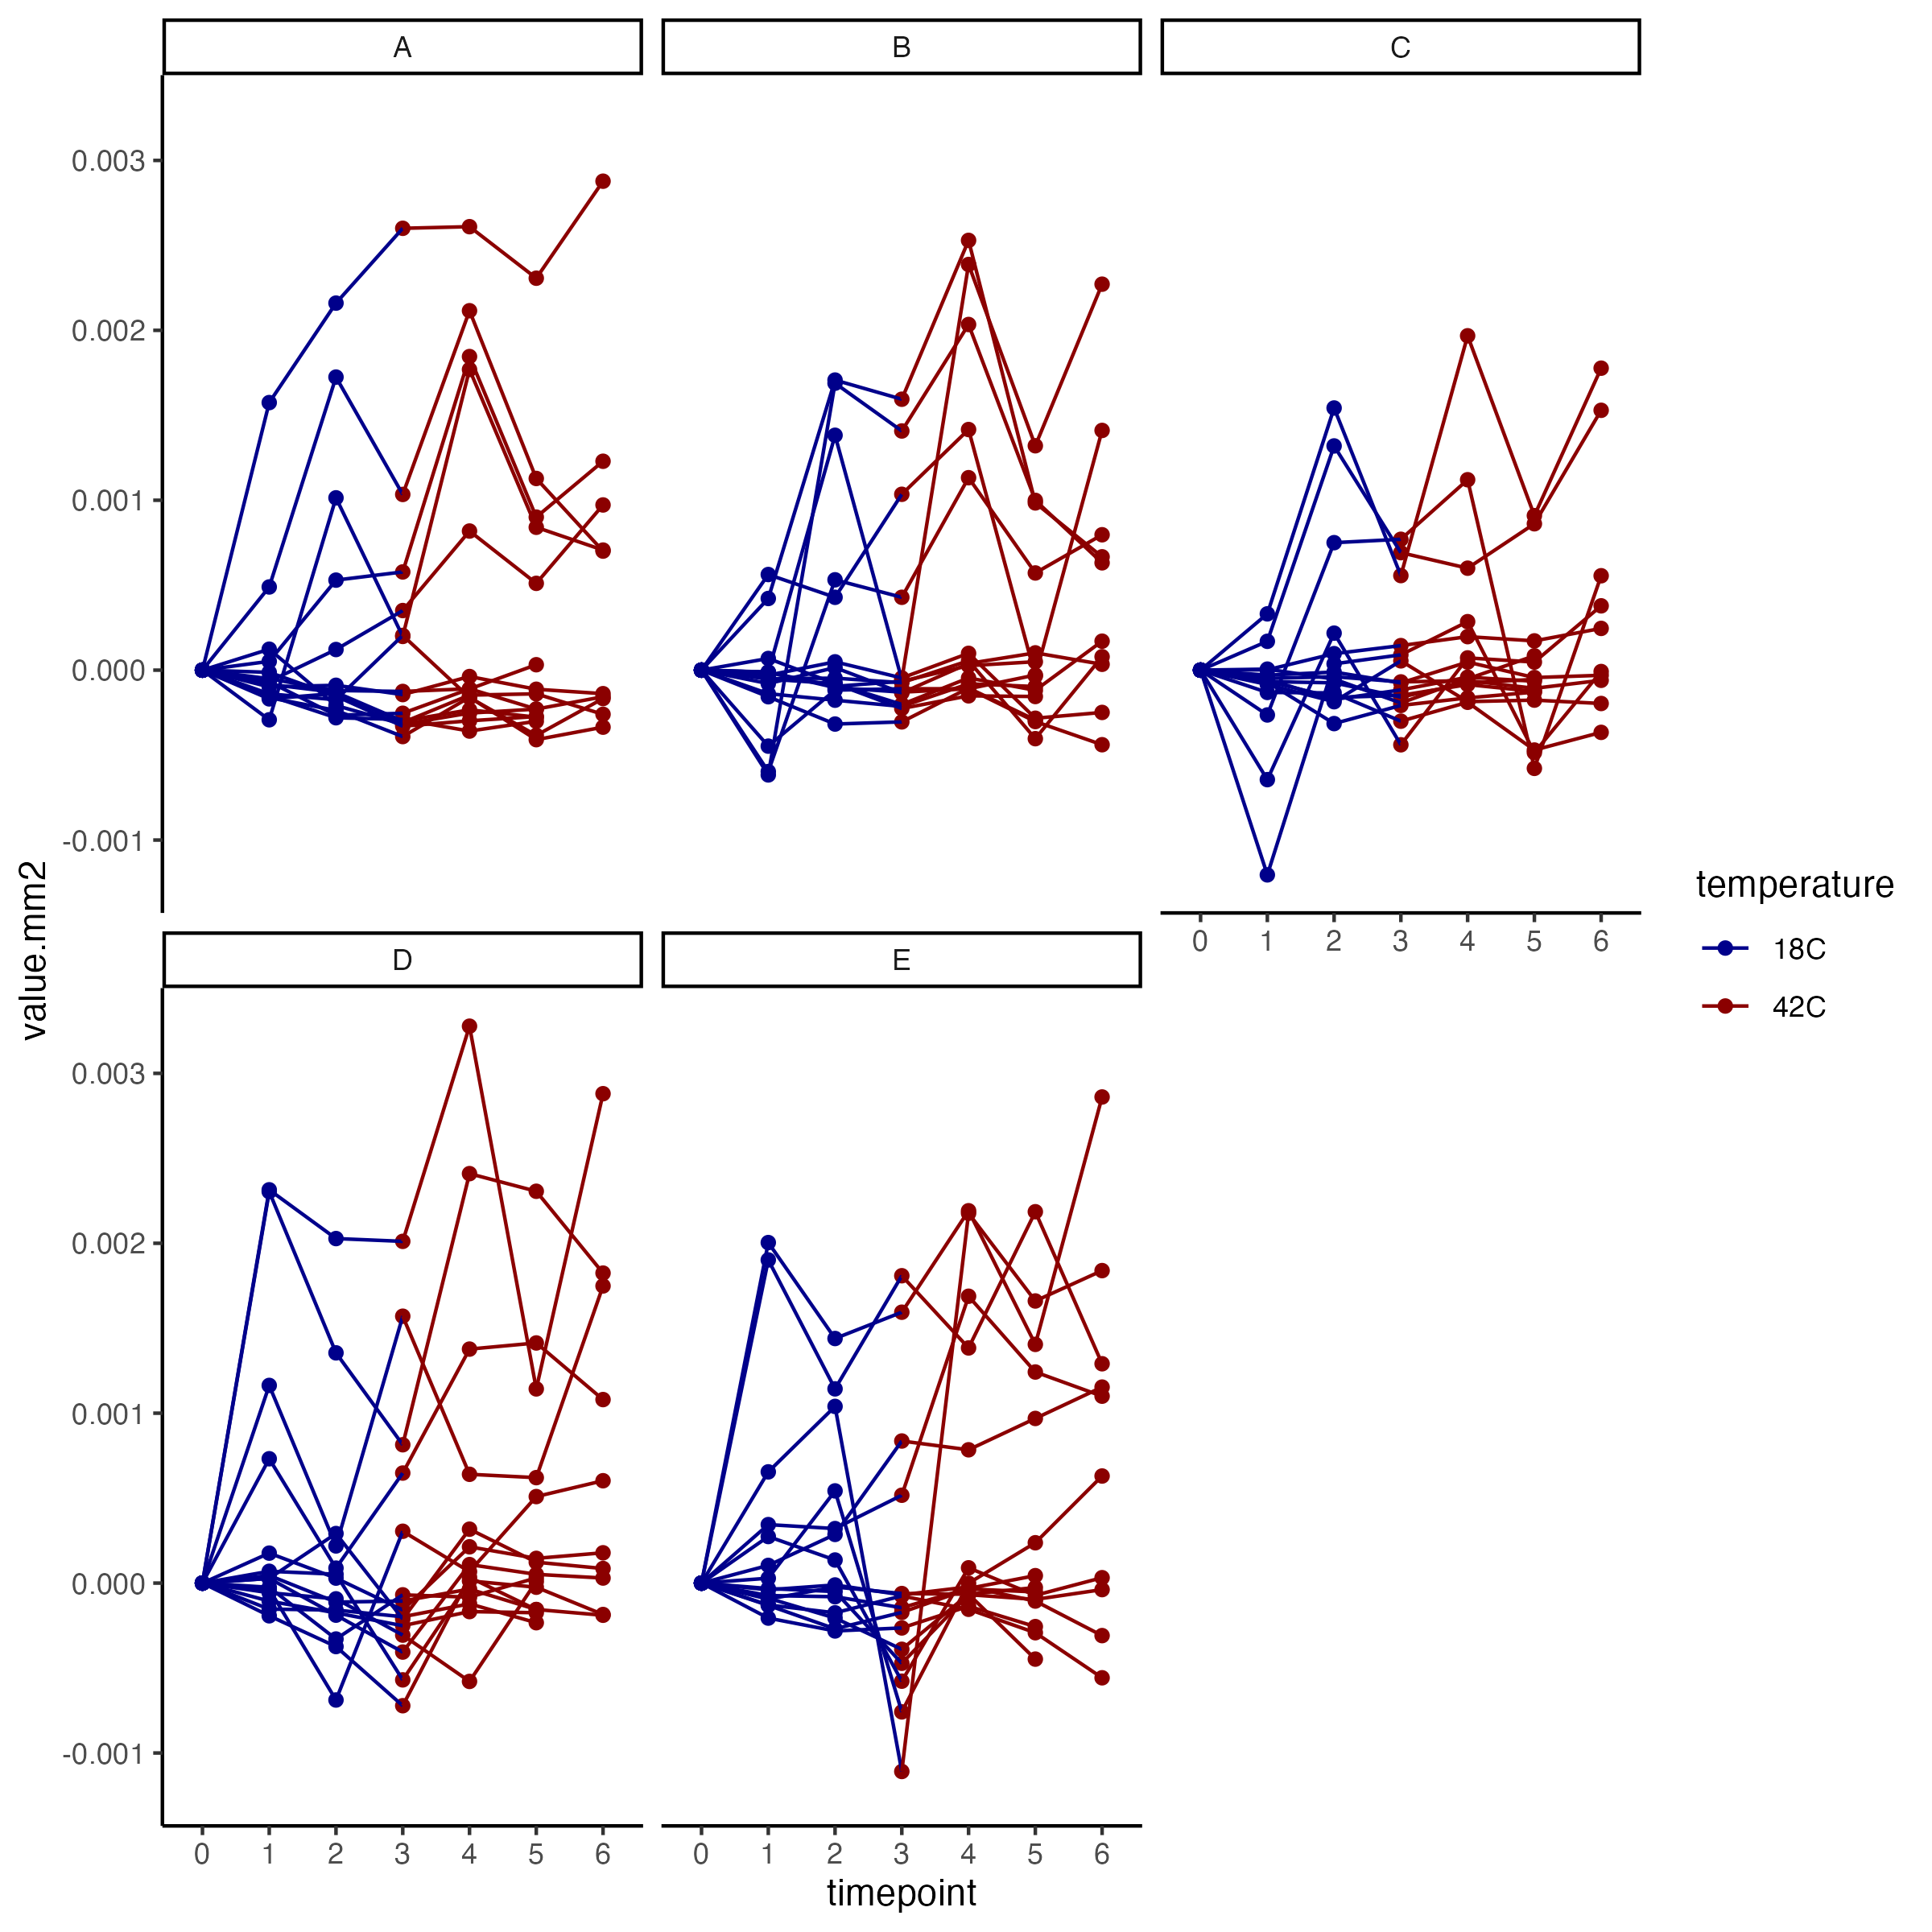 A B C
0.003
0.002
0.001
0.000
-0.001
value.mm2
temperature
18C
42C
0 1 2 3 4 5 6
D E
0.003
0.002
0.001
0.000
-0.001
0 1 2 3 4 5 6 0 1 2 3 4 5 6
timepoint